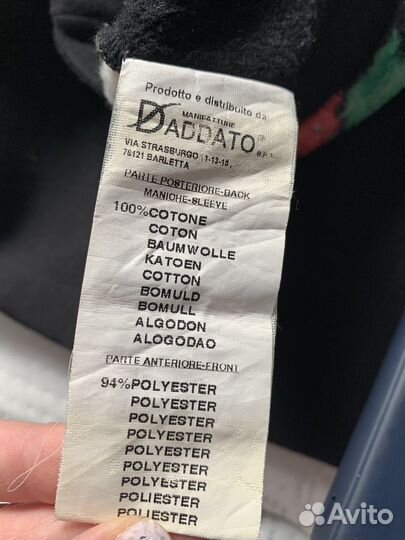 Prodotto e distribuito da
MANIFATTURE
DADDATO
S.P.A.
VIA STRASBURGO 11-13-15
76121 BARLETTA
PARTE POSTERIORE-BACK
MANICHE-SLEEVE
100%COTONE
COTON
BAUMWOLLE
KATOEN
COTTON
BOMULD
BOMULL
ALGODON
ALOGODAO
PARTE ANTERIORE-FRONT
94%POLYESTER
POLYESTER
POLYESTER
POLYESTER
POLYESTER
POLYESTER
POLYESTER
POLIESTER
POLIESTER
Avito